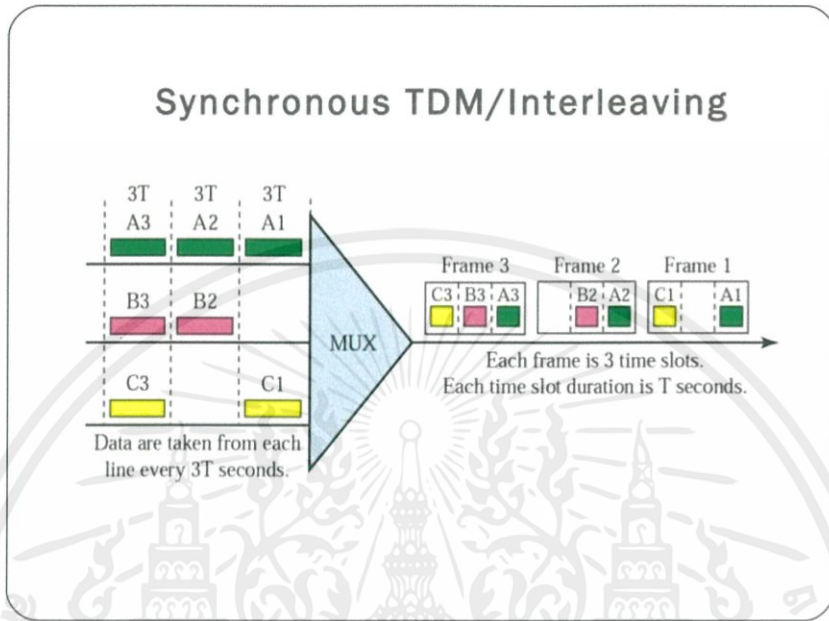 Synchronous TDM/Interleaving
3T 3T 3T
A3 A2 A1
B3 B2
C3 C1
Data are taken from each
line every 3T seconds.
MUX
Frame 3 Frame 2 Frame 1
C3 B3 A3 B2 A2 C1 A1
Each frame is 3 time slots.
Each time slot duration is T seconds.